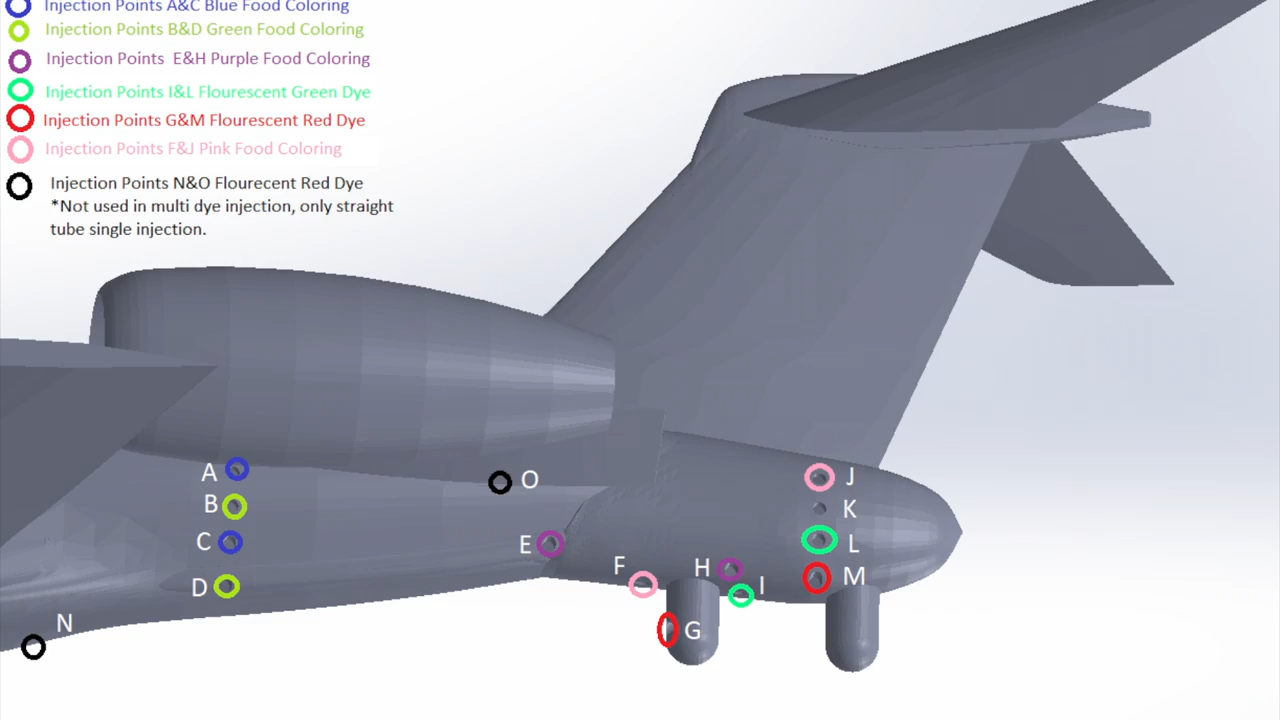 Injection Points A&C Blue Food Coloring
Injection Points B&D Green Food Coloring
Injection Points E&H Purple Food Coloring
Injection Points I&L Flourescent Green Dye
Injection Points G&M Flourescent Red Dye
Injection Points F&J Pink Food Coloring
Injection Points N&O Flourecent Red Dye
*Not used in multi dye injection, only straight
tube single injection.
A
B
C
D
N
O
E
F
G
H
I
J
K
L
M